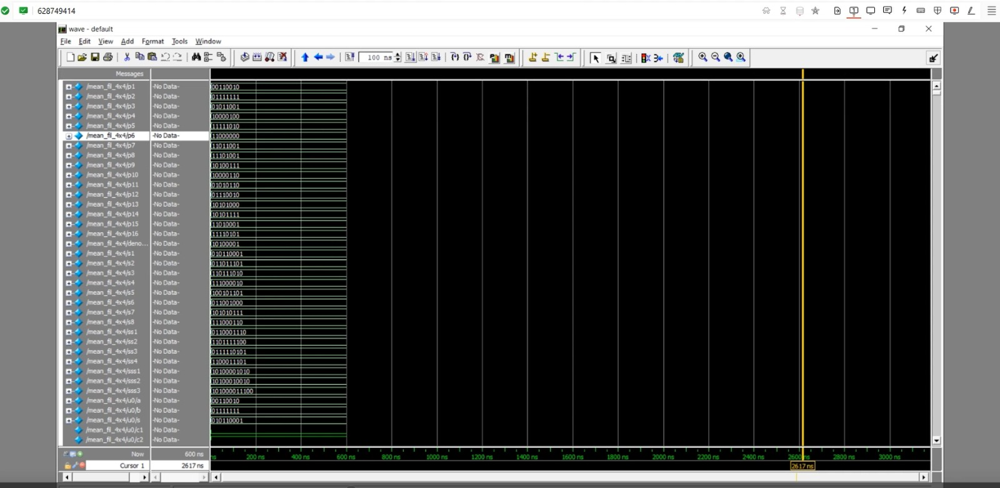 628749414
wave - default
File Edit View Add Format Tools Window
100 ns
Messages
/mean_fil_4x4/p1 -No Data- 00110010
/mean_fil_4x4/p2 -No Data- 01111111
/mean_fil_4x4/p3 -No Data- 01011001
/mean_fil_4x4/p4 -No Data- 10000100
/mean_fil_4x4/p5 -No Data- 11111010
/mean_fil_4x4/p6 -No Data- 11000000
/mean_fil_4x4/p7 -No Data- 11011001
/mean_fil_4x4/p8 -No Data- 11101001
/mean_fil_4x4/p9 -No Data- 10100111
/mean_fil_4x4/p10 -No Data- 10000110
/mean_fil_4x4/p11 -No Data- 01010110
/mean_fil_4x4/p12 -No Data- 01110010
/mean_fil_4x4/p13 -No Data- 10101000
/mean_fil_4x4/p14 -No Data- 10101111
/mean_fil_4x4/p15 -No Data- 11010001
/mean_fil_4x4/p16 -No Data- 11110101
/mean_fil_4x4/deno... -No Data- 10100001
/mean_fil_4x4/s1 -No Data- 010110001
/mean_fil_4x4/s2 -No Data- 011011101
/mean_fil_4x4/s3 -No Data- 110111010
/mean_fil_4x4/s4 -No Data- 111000010
/mean_fil_4x4/s5 -No Data- 100101101
/mean_fil_4x4/s6 -No Data- 011001000
/mean_fil_4x4/s7 -No Data- 101010111
/mean_fil_4x4/s8 -No Data- 111000110
/mean_fil_4x4/ss1 -No Data- 0110001110
/mean_fil_4x4/ss2 -No Data- 1101111100
/mean_fil_4x4/ss3 -No Data- 0111110101
/mean_fil_4x4/ss4 -No Data- 1100011101
/mean_fil_4x4/sss1 -No Data- 10100001010
/mean_fil_4x4/sss2 -No Data- 10100010010
/mean_fil_4x4/sss3 -No Data- 101000011100
/mean_fil_4x4/u0/a -No Data- 00110010
/mean_fil_4x4/u0/b -No Data- 01111111
/mean_fil_4x4/u0/s -No Data- 010110001
/mean_fil_4x4/u0/c1 -No Data-
/mean_fil_4x4/u0/c2 -No Data-
Now 600 ns ns 200 ns 400 ns 600 ns 800 ns 1000 ns 1200 ns 1400 ns 1600 ns 1800 ns 2000 ns 2200 ns 2400 ns 2600 ns 2800 ns 3000 ns
Cursor 1 2617 ns 2617 ns